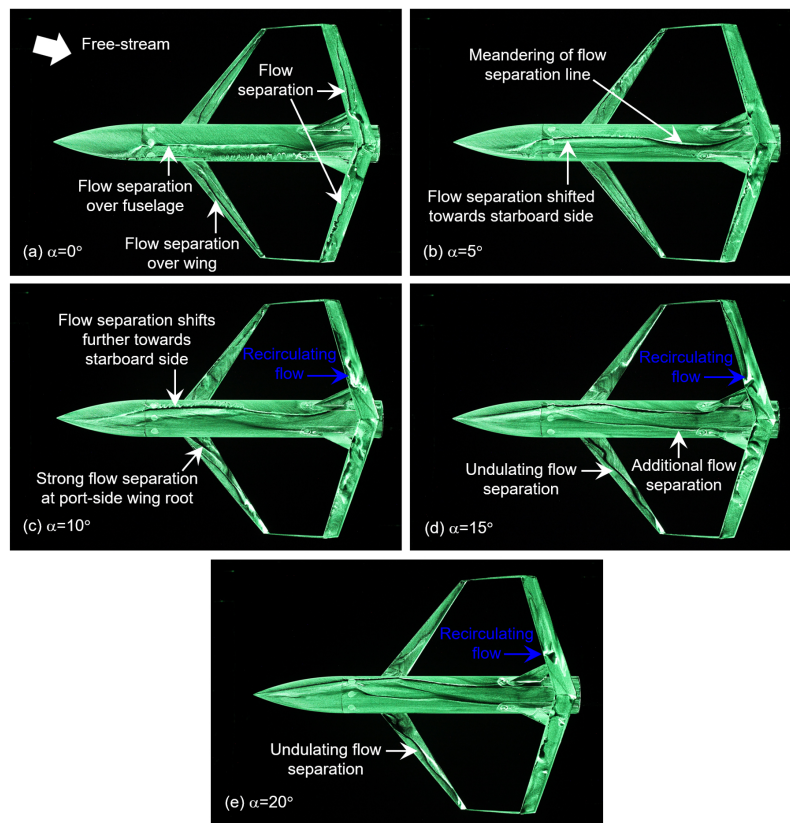 Free-stream
Flow
separation
Flow separation
over fuselage
Flow separation
over wing
(a) α=0°
Meandering of flow
separation line
Flow separation shifted
towards starboard side
(b) α=5°
Flow separation shifts
further towards
starboard side
Recirculating
flow
Strong flow separation
at port-side wing root
(c) α=10°
Recirculating
flow
Undulating flow
separation
Additional flow
separation
(d) α=15°
Recirculating
flow
Undulating flow
separation
(e) α=20°